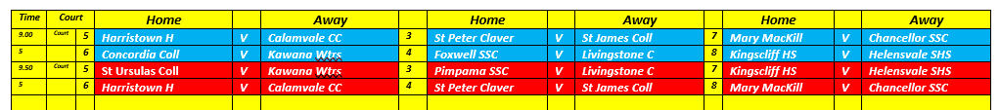 Time Court Home Away Home Away Home Away
9.00 Court 5 Harristown H V Calamvale CC 3 St Peter Claver V St James Coll 7 Mary MacKill V Chancellor SSC
5 6 Concordia Coll V Kawana Wtrs 4 Foxwell SSC V Livingstone C 8 Kingscliff HS V Helensvale SHS
9.50 Court 5 St Ursulas Coll V Kawana Wtrs 3 Pimpama SSC V Livingstone C 7 Kingscliff HS V Helensvale SHS
5 6 Harristown H V Calamvale CC 4 St Peter Claver V St James Coll 8 Mary MacKill V Chancellor SSC